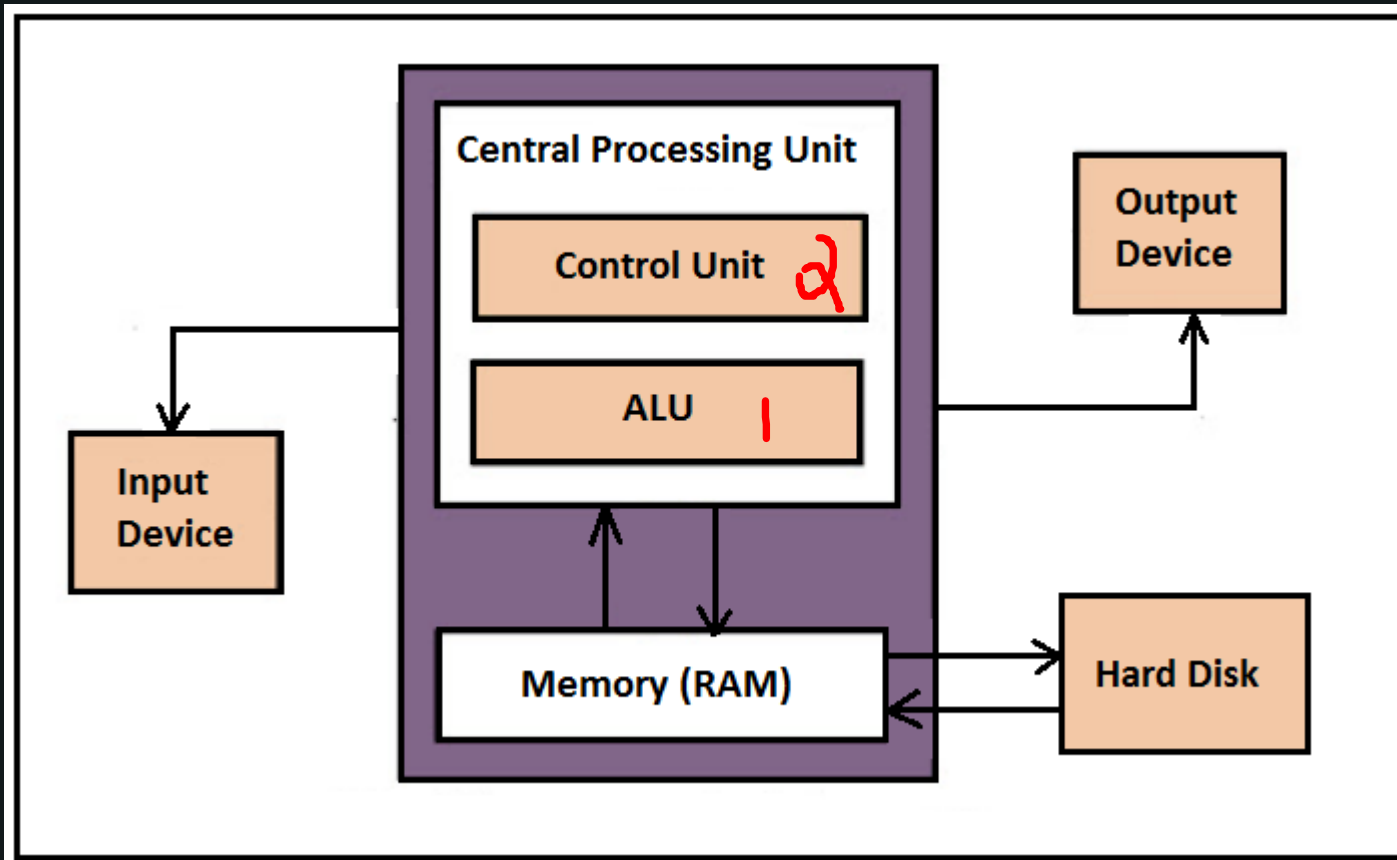 Central Processing Unit
Control Unit 2
ALU 1
Output
Device
Input
Device
Memory (RAM)
Hard Disk